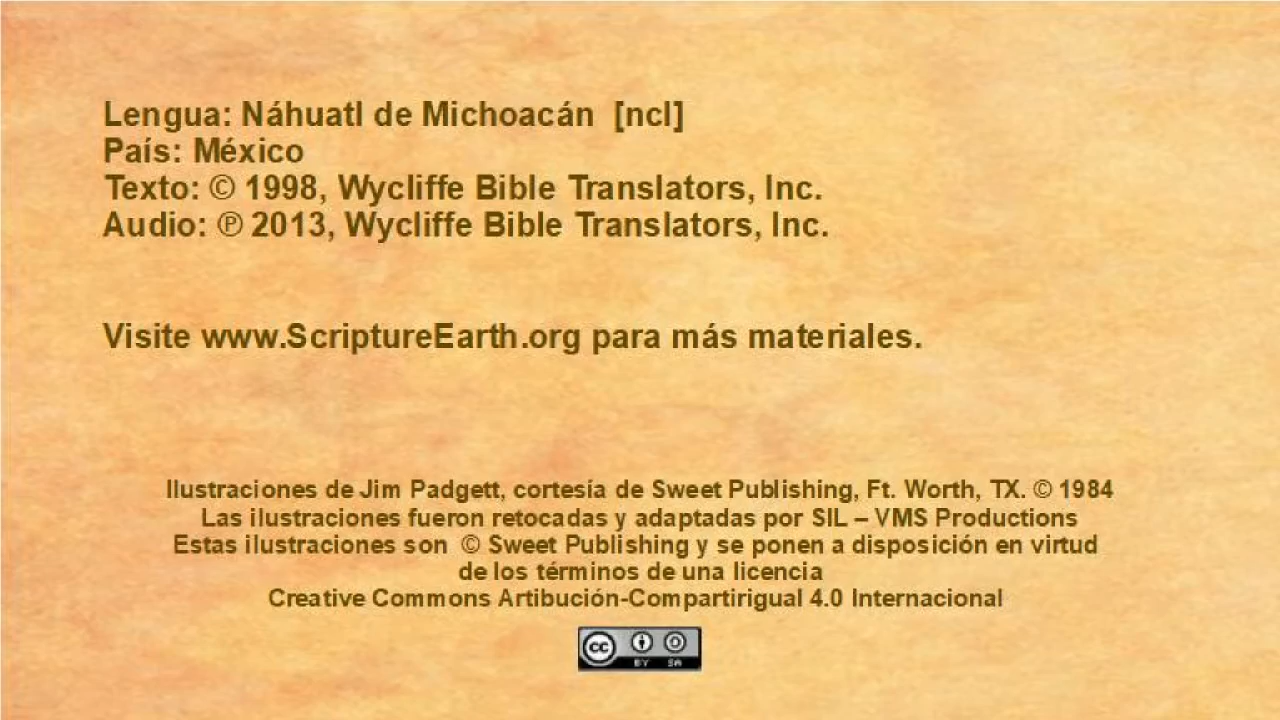 Lengua: Náhuatl de Michoacán [ncl]
País: México
Texto: © 1998, Wycliffe Bible Translators, Inc.
Audio: ℗ 2013, Wycliffe Bible Translators, Inc.
Visite www.ScriptureEarth.org para más materiales.
Ilustraciones de Jim Padgett, cortesía de Sweet Publishing, Ft. Worth, TX. © 1984
Las ilustraciones fueron retocadas y adaptadas por SIL – VMS Productions
Estas ilustraciones son © Sweet Publishing y se ponen a disposición en virtud
de los términos de una licencia
Creative Commons Artibución-Compartirigual 4.0 Internacional
cc BY SA